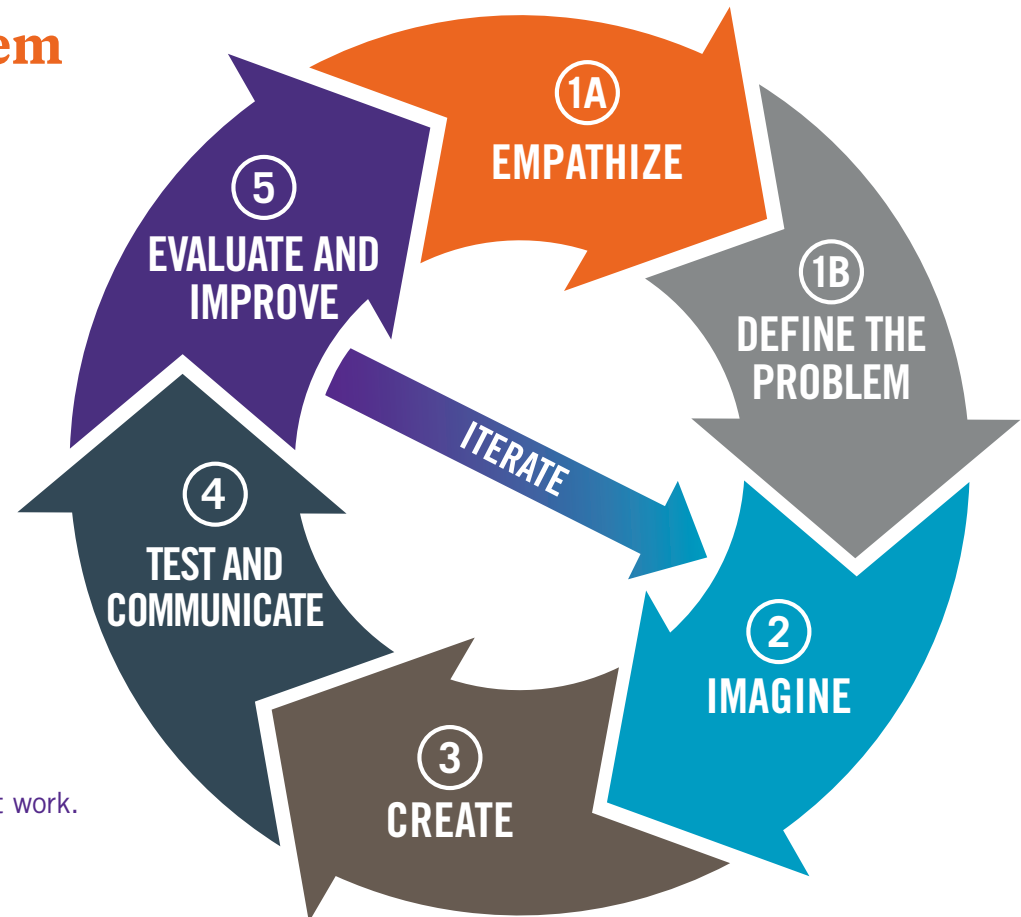 em
1A
EMPATHIZE
1B
DEFINE THE
PROBLEM
2
IMAGINE
3
CREATE
4
TEST AND
COMMUNICATE
5
EVALUATE AND
IMPROVE
ITERATE
work.